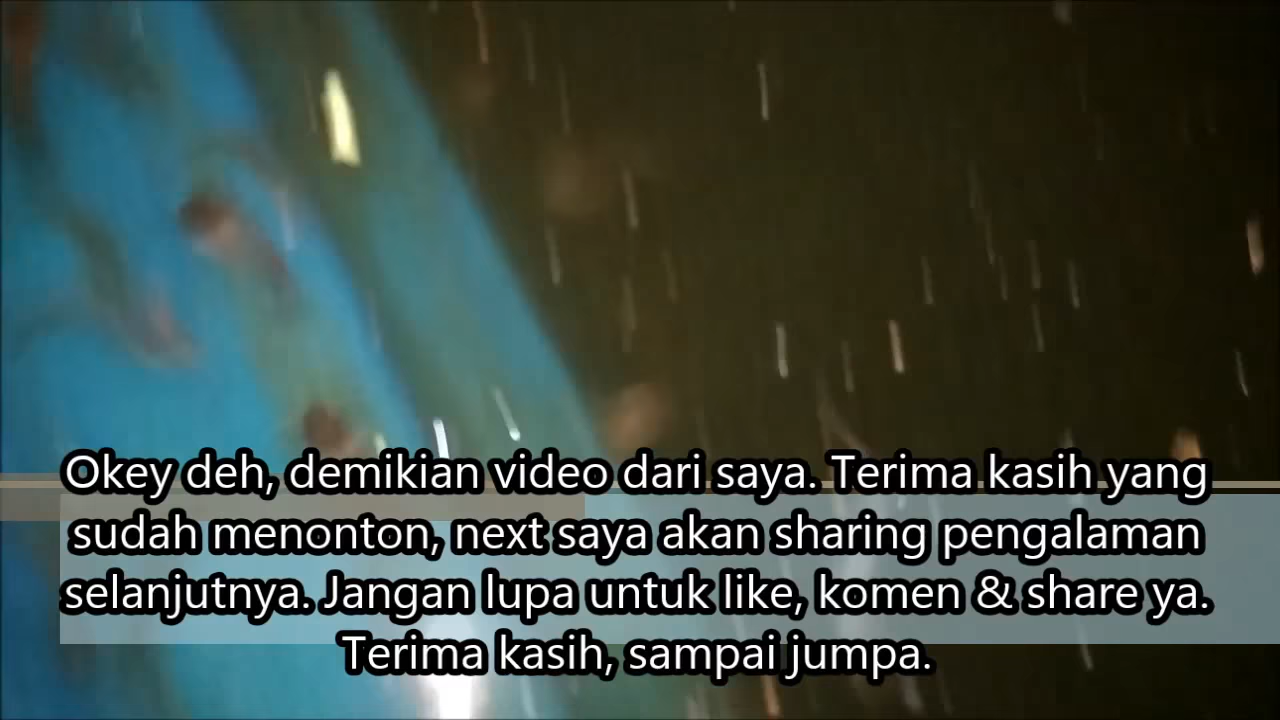 Okey deh, demikian video dari saya. Terima kasih yang
sudah menonton, next saya akan sharing pengalaman
selanjutnya. Jangan lupa untuk like, komen & share ya.
Terima kasih, sampai jumpa.